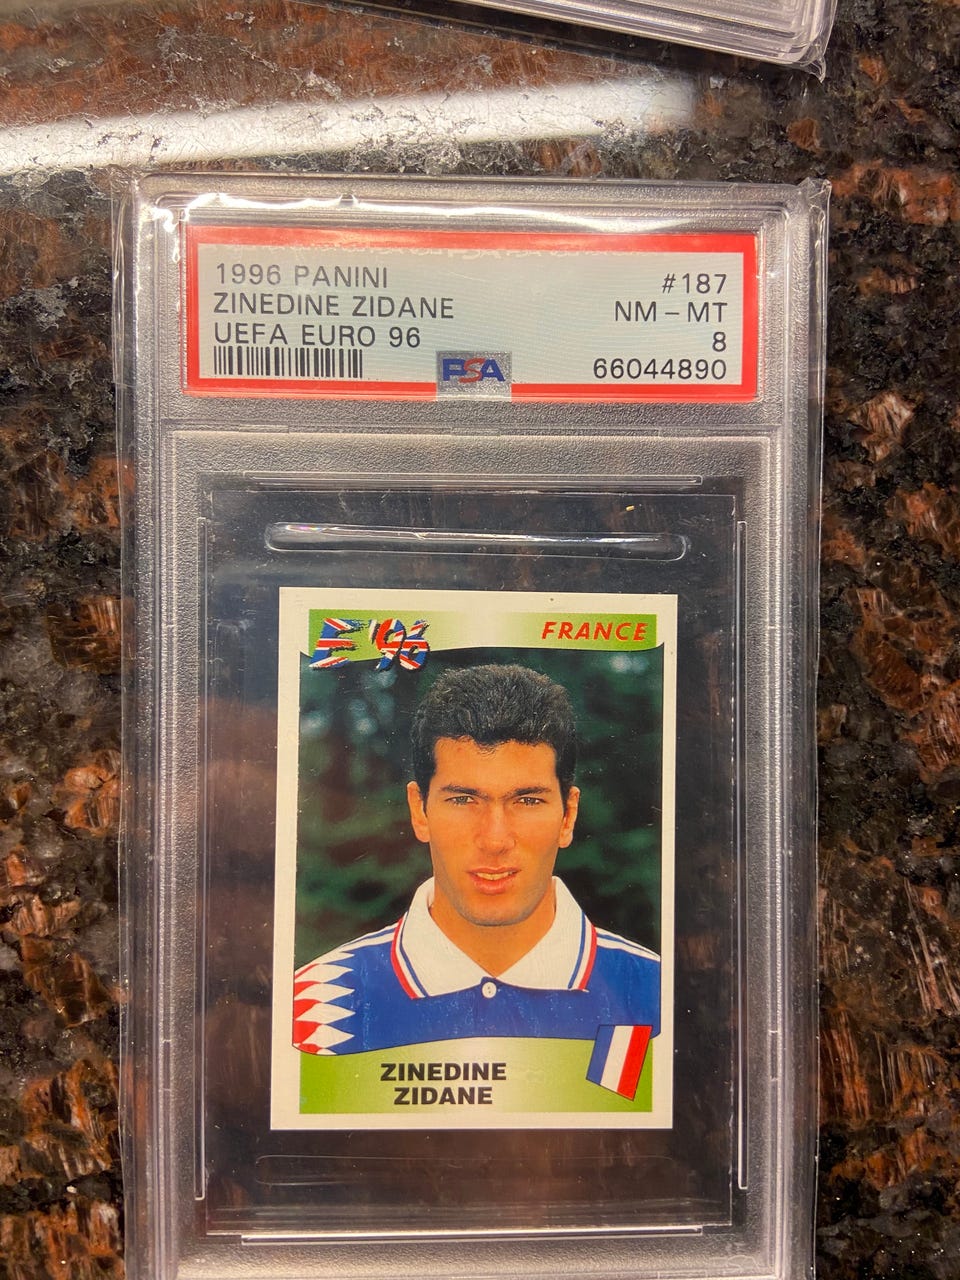 1996 PANINI
ZINEDINE ZIDANE
UEFA EURO 96
#187
NM - MT
8
66044890
PSA
E'96
FRANCE
ZINEDINE
ZIDANE